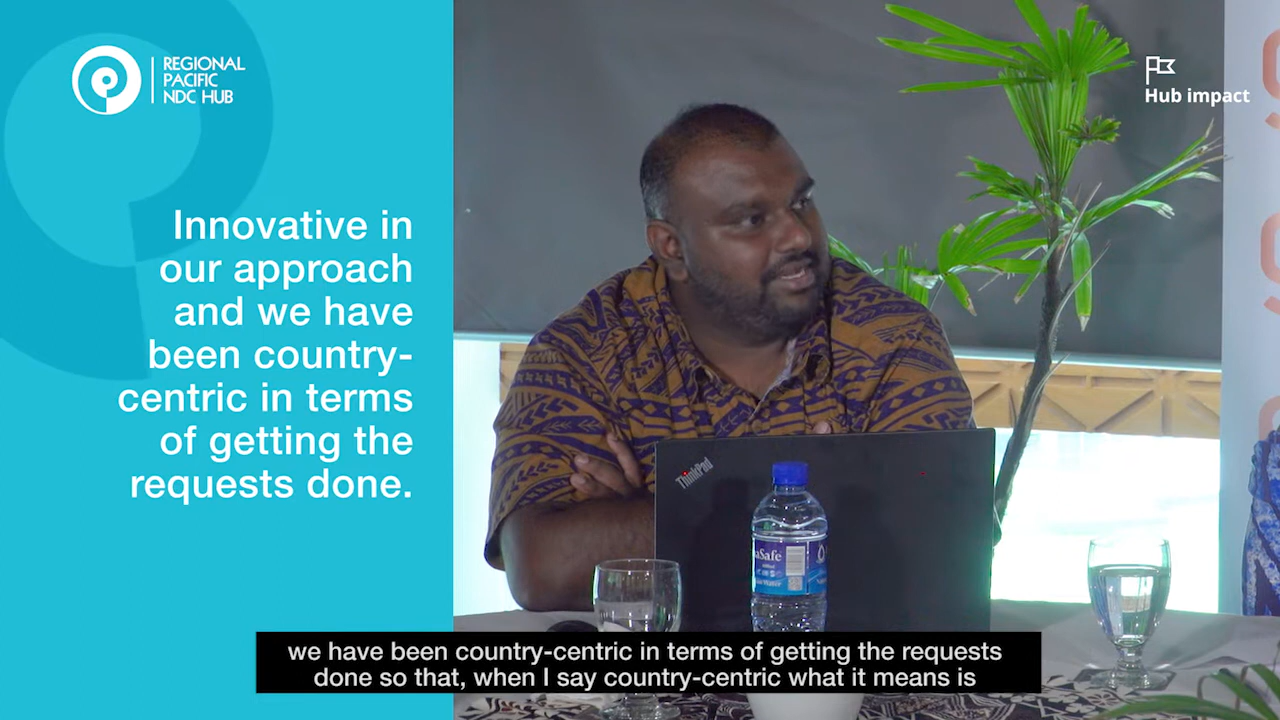 REGIONAL
PACIFIC
NDC HUB
Hub impact
Innovative in
our approach
and we have
been country-
centric in terms
of getting the
requests done.
ThinkPad
aSafe
we have been country-centric in terms of getting the requests
done so that, when I say country-centric what it means is